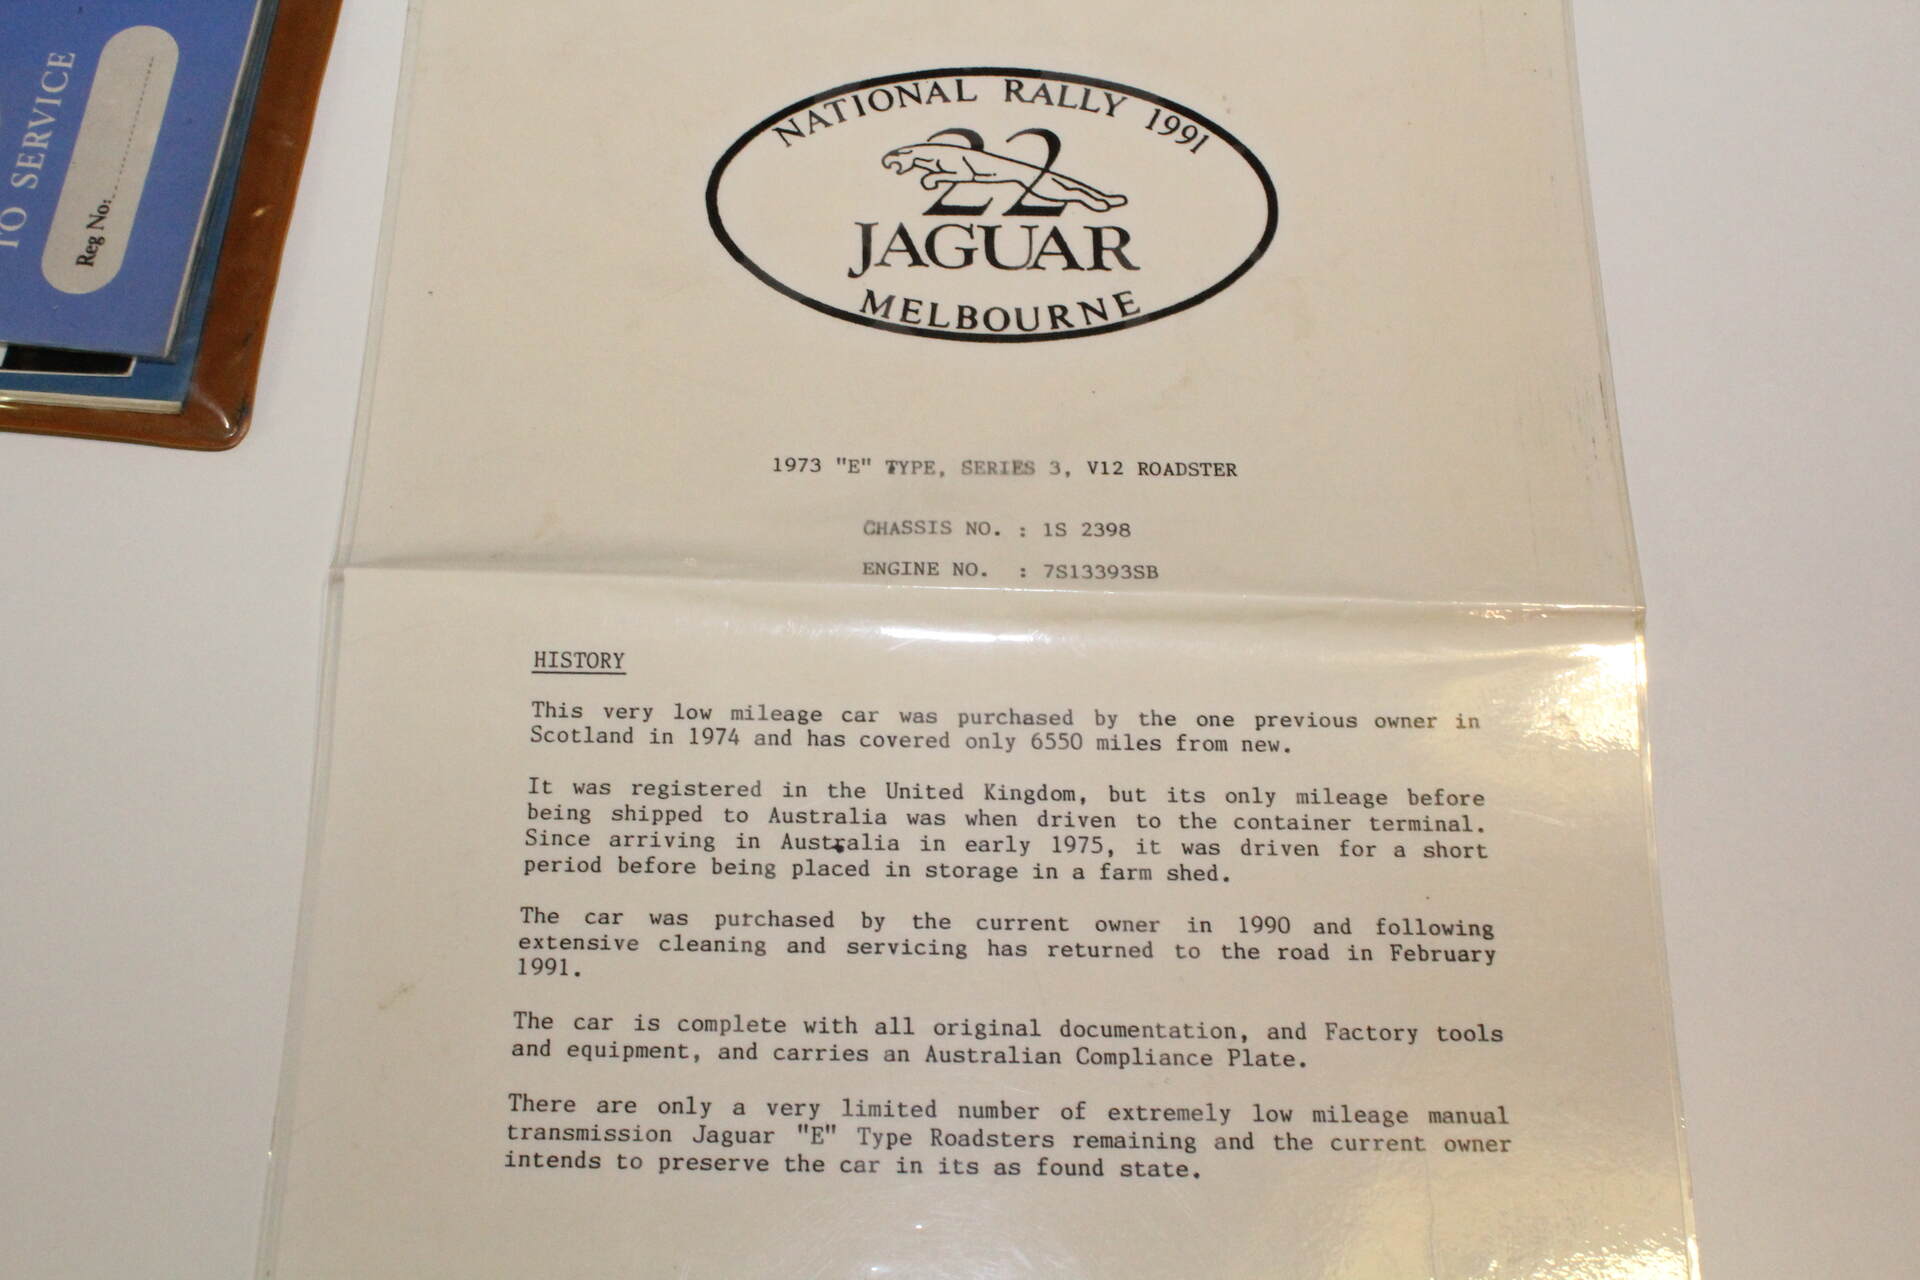 TO SERVICE
Reg No:
NATIONAL RALLY 1991
22
JAGUAR
MELBOURNE
1973 "E" TYPE, SERIES 3, V12 ROADSTER
CHASSIS NO. : 1S 2398
ENGINE NO. : 7S13393SB
HISTORY
This very low mileage car was purchased by the one previous owner in
Scotland in 1974 and has covered only 6550 miles from new.
It was registered in the United Kingdom, but its only mileage before
being shipped to Australia was when driven to the container terminal.
Since arriving in Australia in early 1975, it was driven for a short
period before being placed in storage in a farm shed.
The car was purchased by the current owner in 1990 and following
extensive cleaning and servicing has returned to the road in February
1991.
The car is complete with all original documentation, and Factory tools
and equipment, and carries an Australian Compliance Plate.
There are only a very limited number of extremely low mileage manual
transmission Jaguar "E" Type Roadsters remaining and the current owner
intends to preserve the car in its as found state.